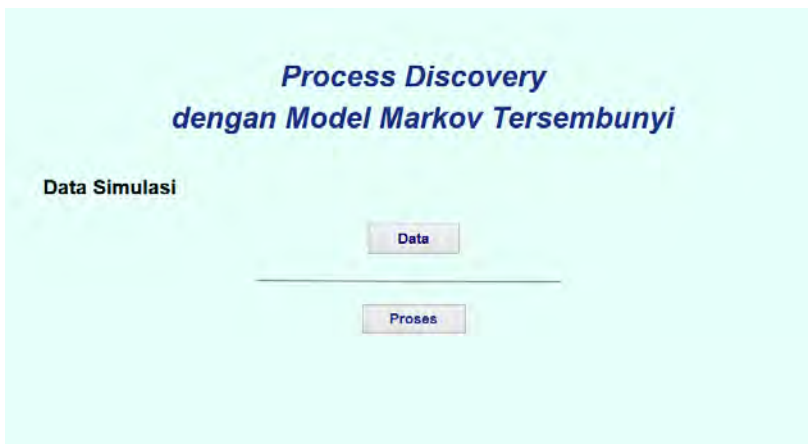 Process Discovery
dengan Model Markov Tersembunyi
Data Simulasi
Data
Proses